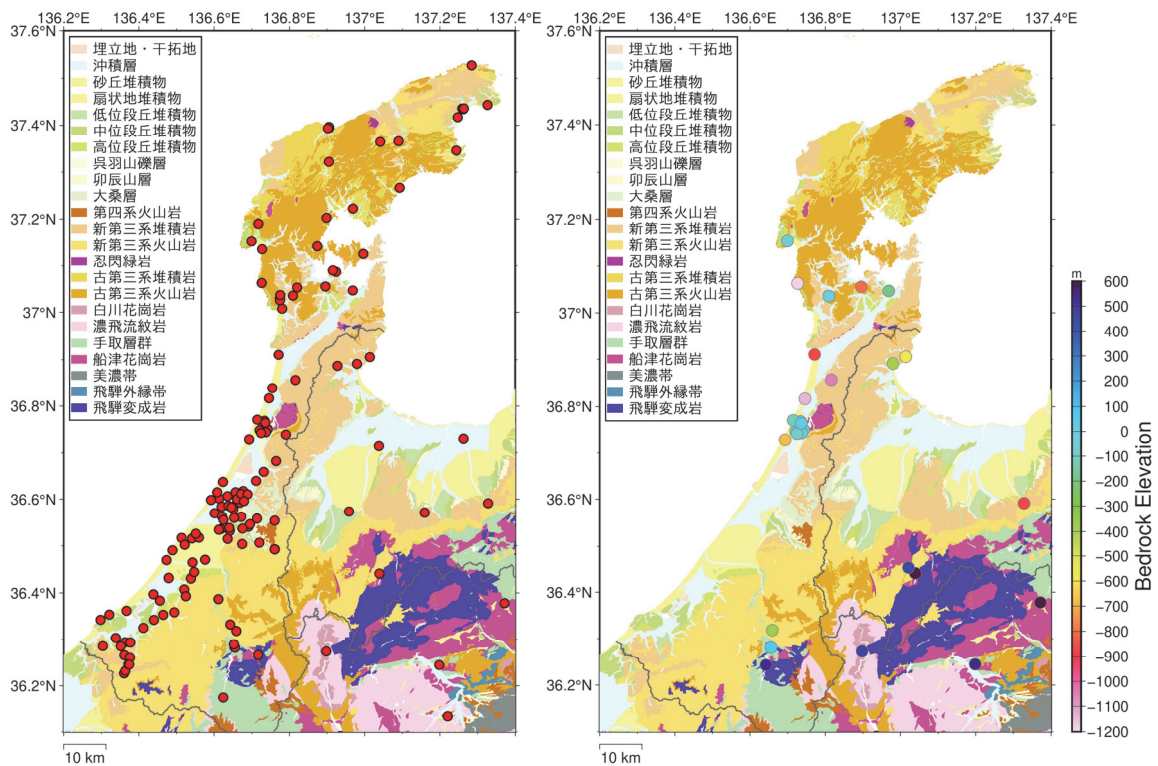 136.2°E 136.4°E 136.6°E 136.8°E 137.0°E 137.2°E 137.4°E
37.6°N
37.4°N
37.2°N
37.0°N
36.8°N
36.6°N
36.4°N
36.2°N
埋立地・干拓地
沖積層
砂丘堆積物
扇状地堆積物
低位段丘堆積物
中位段丘堆積物
高位段丘堆積物
呉羽山礫層
卯辰山層
大桑層
第四系火山岩
新第三系堆積岩
新第三系火山岩
忍閃緑岩
古第三系堆積岩
古第三系火山岩
白川花崗岩
濃飛流紋岩
手取層群
船津花崗岩
美濃帯
飛騨外縁帯
飛騨変成岩
10 km
136.2°E 136.4°E 136.6°E 136.8°E 137.0°E 137.2°E 137.4°E
37.6°N
37.4°N
37.2°N
37.0°N
36.8°N
36.6°N
36.4°N
36.2°N
埋立地・干拓地
沖積層
砂丘堆積物
扇状地堆積物
低位段丘堆積物
中位段丘堆積物
高位段丘堆積物
呉羽山礫層
卯辰山層
大桑層
第四系火山岩
新第三系堆積岩
新第三系火山岩
忍閃緑岩
古第三系堆積岩
古第三系火山岩
白川花崗岩
濃飛流紋岩
手取層群
船津花崗岩
美濃帯
飛騨外縁帯
飛騨変成岩
10 km
m
600
500
400
300
200
100
0
−100
−200
−300
−400
−500
−600
−700
−800
−900
−1000
−1100
−1200
Bedrock Elevation